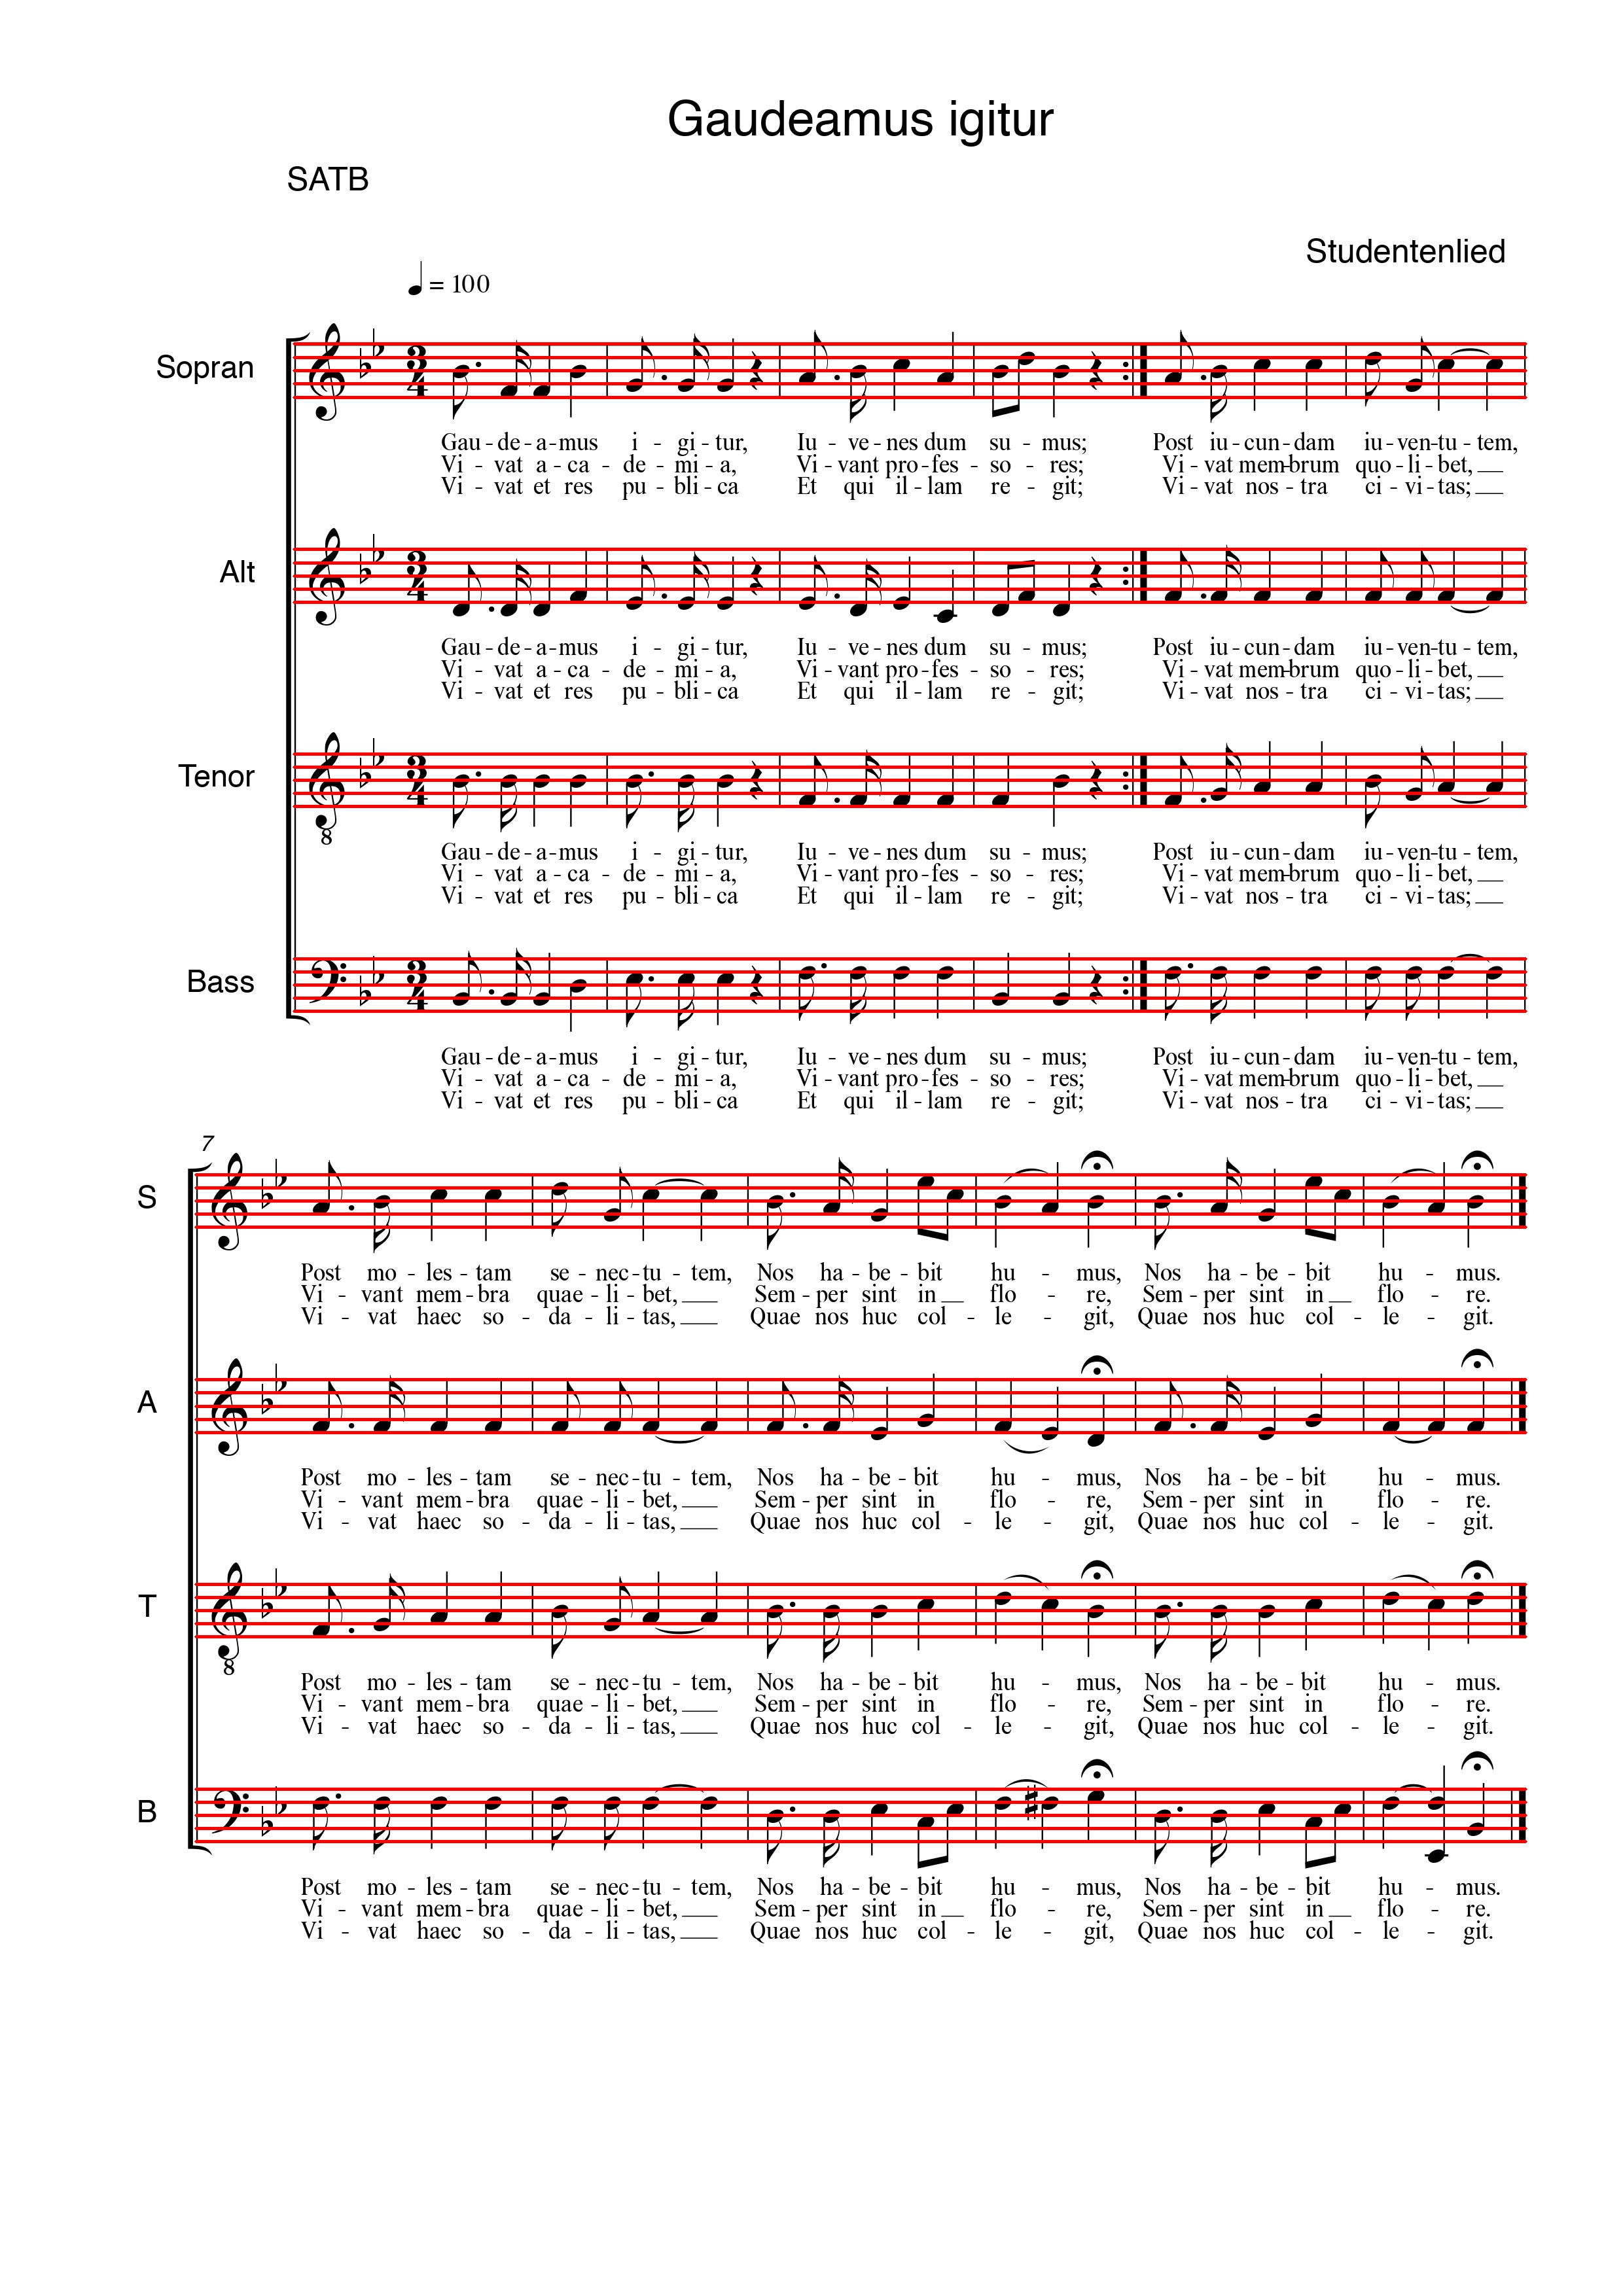 Gaudeamus igitur
SATB
Studentenlied
= 100
Sopran
Gau - de - a - mus i - gi - tur, Iu - ve - nes dum su - mus; Post iu - cun - dam iu - ven - tu - tem,
Vi - vat a - ca - de - mi - a, Vi - vant pro - fes - so - res; Vi - vat mem - brum quo - li - bet, __
Vi - vat et res pu - bli - ca Et qui il - lam re - git; Vi - vat nos - tra ci - vi - tas; __
Alt
Gau - de - a - mus i - gi - tur, Iu - ve - nes dum su - mus; Post iu - cun - dam iu - ven - tu - tem,
Vi - vat a - ca - de - mi - a, Vi - vant pro - fes - so - res; Vi - vat mem - brum quo - li - bet, __
Vi - vat et res pu - bli - ca Et qui il - lam re - git; Vi - vat nos - tra ci - vi - tas; __
Tenor
8
Gau - de - a - mus i - gi - tur, Iu - ve - nes dum su - mus; Post iu - cun - dam iu - ven - tu - tem,
Vi - vat a - ca - de - mi - a, Vi - vant pro - fes - so - res; Vi - vat mem - brum quo - li - bet, __
Vi - vat et res pu - bli - ca Et qui il - lam re - git; Vi - vat nos - tra ci - vi - tas; __
Bass
Gau - de - a - mus i - gi - tur, Iu - ve - nes dum su - mus; Post iu - cun - dam iu - ven - tu - tem,
Vi - vat a - ca - de - mi - a, Vi - vant pro - fes - so - res; Vi - vat mem - brum quo - li - bet, __
Vi - vat et res pu - bli - ca Et qui il - lam re - git; Vi - vat nos - tra ci - vi - tas; __
7
S
Post mo - les - tam se - nec - tu - tem, Nos ha - be - bit hu - mus, Nos ha - be - bit hu - mus.
Vi - vant mem - bra quae - li - bet, __ Sem - per sint in __ flo - re, Sem - per sint in __ flo - re.
Vi - vat haec so - da - li - tas, __ Quae nos huc col - le - git, Quae nos huc col - le - git.
A
Post mo - les - tam se - nec - tu - tem, Nos ha - be - bit hu - mus, Nos ha - be - bit hu - mus.
Vi - vant mem - bra quae - li - bet, __ Sem - per sint in flo - re, Sem - per sint in flo - re.
Vi - vat haec so - da - li - tas, __ Quae nos huc col - le - git, Quae nos huc col - le - git.
T
8
Post mo - les - tam se - nec - tu - tem, Nos ha - be - bit hu - mus, Nos ha - be - bit hu - mus.
Vi - vant mem - bra quae - li - bet, __ Sem - per sint in flo - re, Sem - per sint in flo - re.
Vi - vat haec so - da - li - tas, __ Quae nos huc col - le - git, Quae nos huc col - le - git.
B
Post mo - les - tam se - nec - tu - tem, Nos ha - be - bit hu - mus, Nos ha - be - bit hu - mus.
Vi - vant mem - bra quae - li - bet, __ Sem - per sint in __ flo - re, Sem - per sint in __ flo - re.
Vi - vat haec so - da - li - tas, __ Quae nos huc col - le - git, Quae nos huc col - le - git.